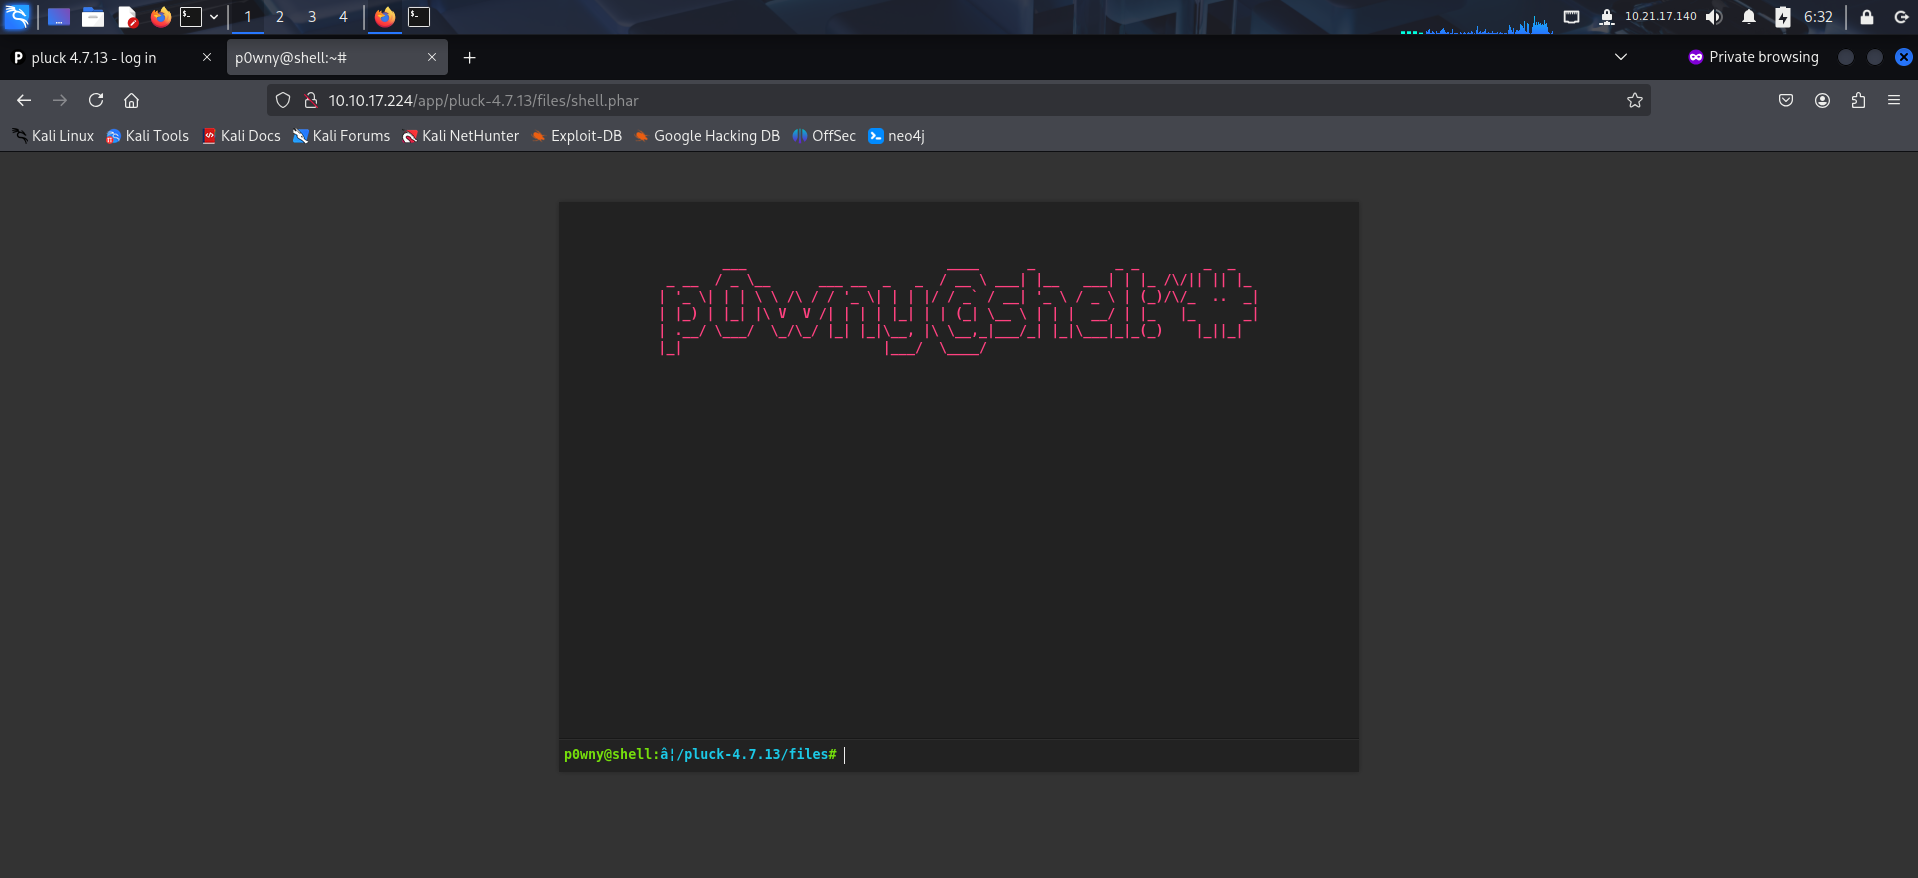 1 2 3 4
10.21.17.140
6:32
pluck 4.7.13 - log in
p0wny@shell:~#
Private browsing
10.10.17.224/app/pluck-4.7.13/files/shell.phar
Kali Linux
Kali Tools
Kali Docs
Kali Forums
Kali NetHunter
Exploit-DB
Google Hacking DB
OffSec
neo4j
p0wny@shell:~#
p0wny@shell:â¦/pluck-4.7.13/files#